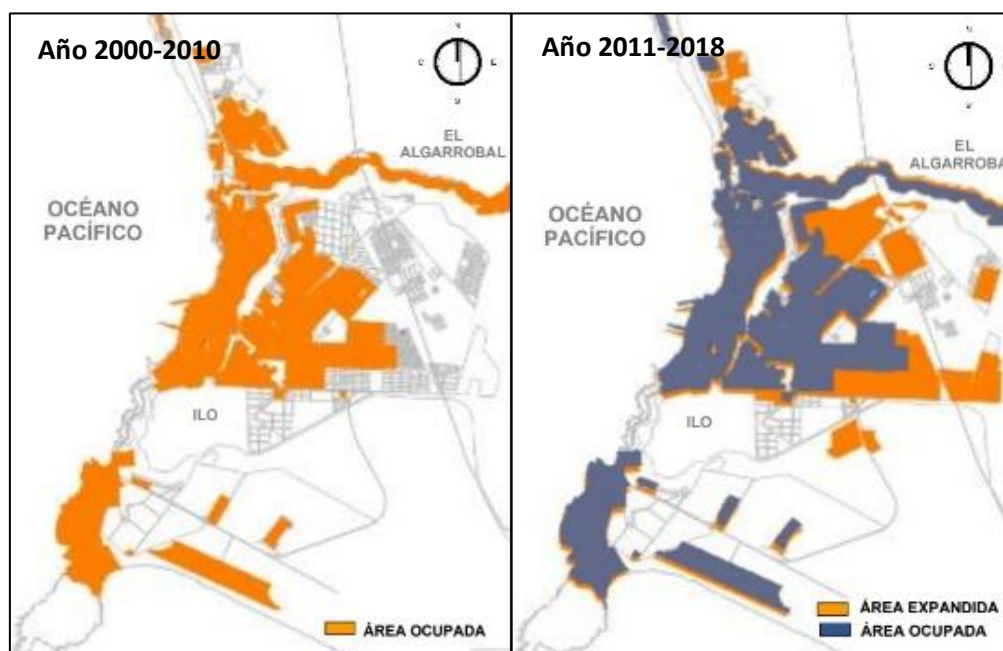 Año 2000-2010
N
O
E
S
EL
ALGARROBAL
OCÉANO
PACÍFICO
ILO
ÁREA OCUPADA
Año 2011-2018
EL
ALGARROBA
OCÉANO
PACÍFICO
ILO
ÁREA EXPANDIDA
ÁREA OCUPADA